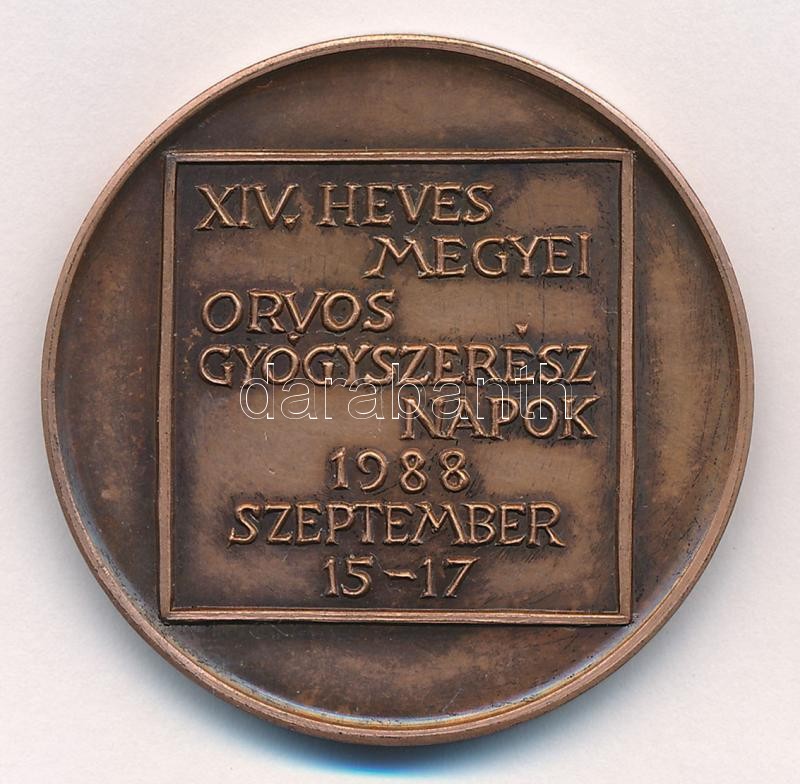 XIV. HEVES
MEGYEI
ORVOS
GYÓGYSZERÉSZ
NAPOK
darabanth
1988
SZEPTEMBER
15–17